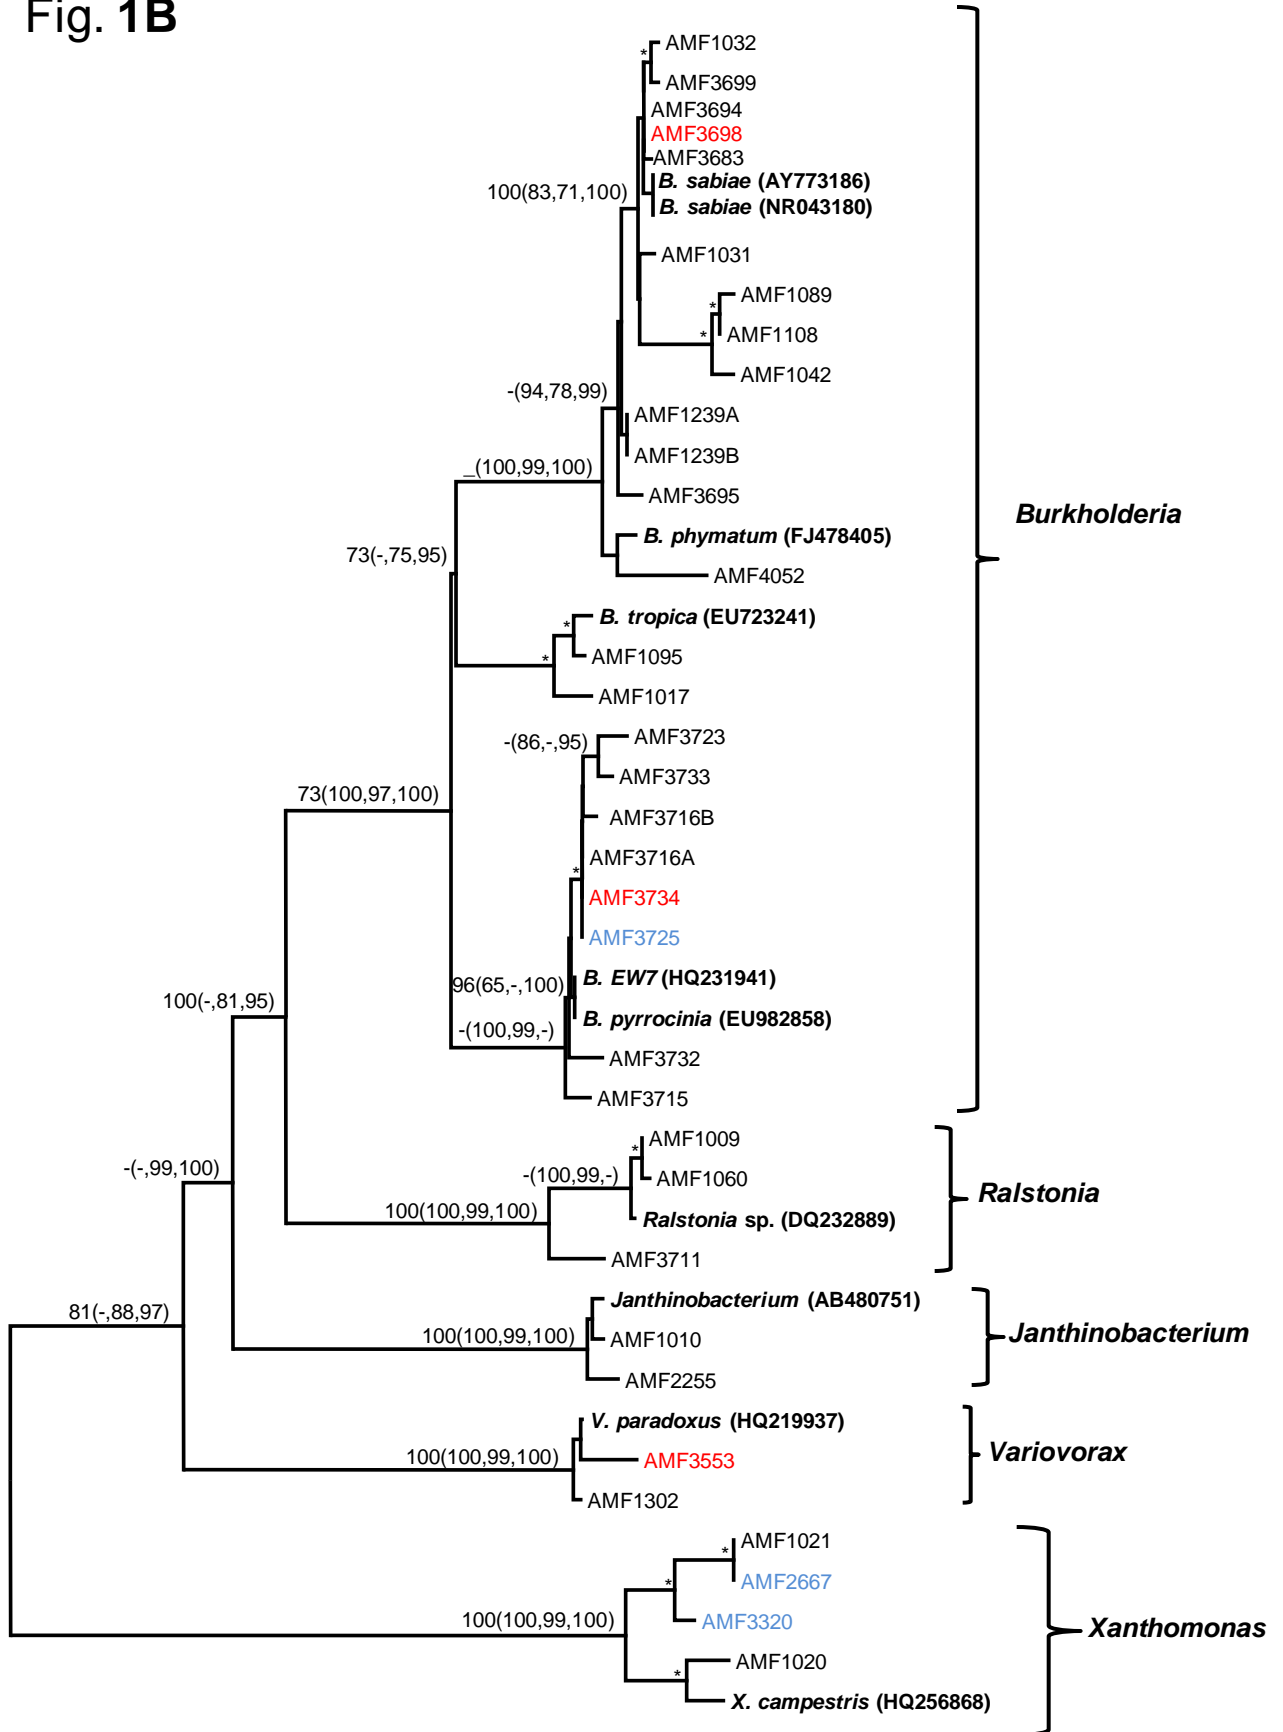 Fig. 1B
* AMF1032
AMF3699
AMF3694
AMF3698
AMF3683
B. sabiae (AY773186)
100(83,71,100)
B. sabiae (NR043180)
AMF1031
AMF1089
*
AMF1108
*
AMF1042
-(94,78,99)
AMF1239A
AMF1239B
_(100,99,100)
AMF3695
Burkholderia
B. phymatum (FJ478405)
73(-,75,95)
AMF4052
B. tropica (EU723241)
*
AMF1095
*
AMF1017
AMF3723
-(86,-,95)
AMF3733
73(100,97,100)
AMF3716B
AMF3716A
*
AMF3734
AMF3725
B. EW7 (HQ231941)
96(65,-,100)
100(-,81,95)
B. pyrrocinia (EU982858)
-(100,99,-)
AMF3732
AMF3715
AMF1009
*
-(-,99,100)
-(100,99,-)
AMF1060
Ralstonia
100(100,99,100)
Ralstonia sp. (DQ232889)
AMF3711
Janthinobacterium (AB480751)
81(-,88,97)
100(100,99,100)
AMF1010
Janthinobacterium
AMF2255
V. paradoxus (HQ219937)
100(100,99,100)
AMF3553
Variovorax
AMF1302
AMF1021
*
AMF2667
*
AMF3320
100(100,99,100)
Xanthomonas
AMF1020
*
X. campestris (HQ256868)